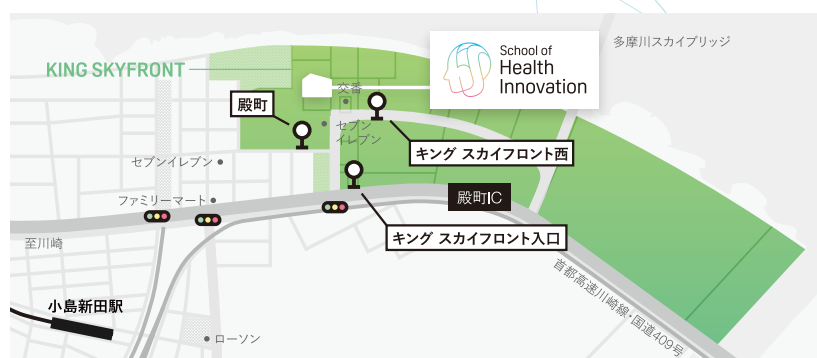 多摩川スカイブリッジ
School of
Health
Innovation
KING SKYFRONT
交番
殿町
セブン
イレブン
キング スカイフロント西
セブンイレブン
ファミリーマート
殿町IC
キング スカイフロント入口
至川崎
首都高速川崎線・国道409号
小島新田駅
ローソン